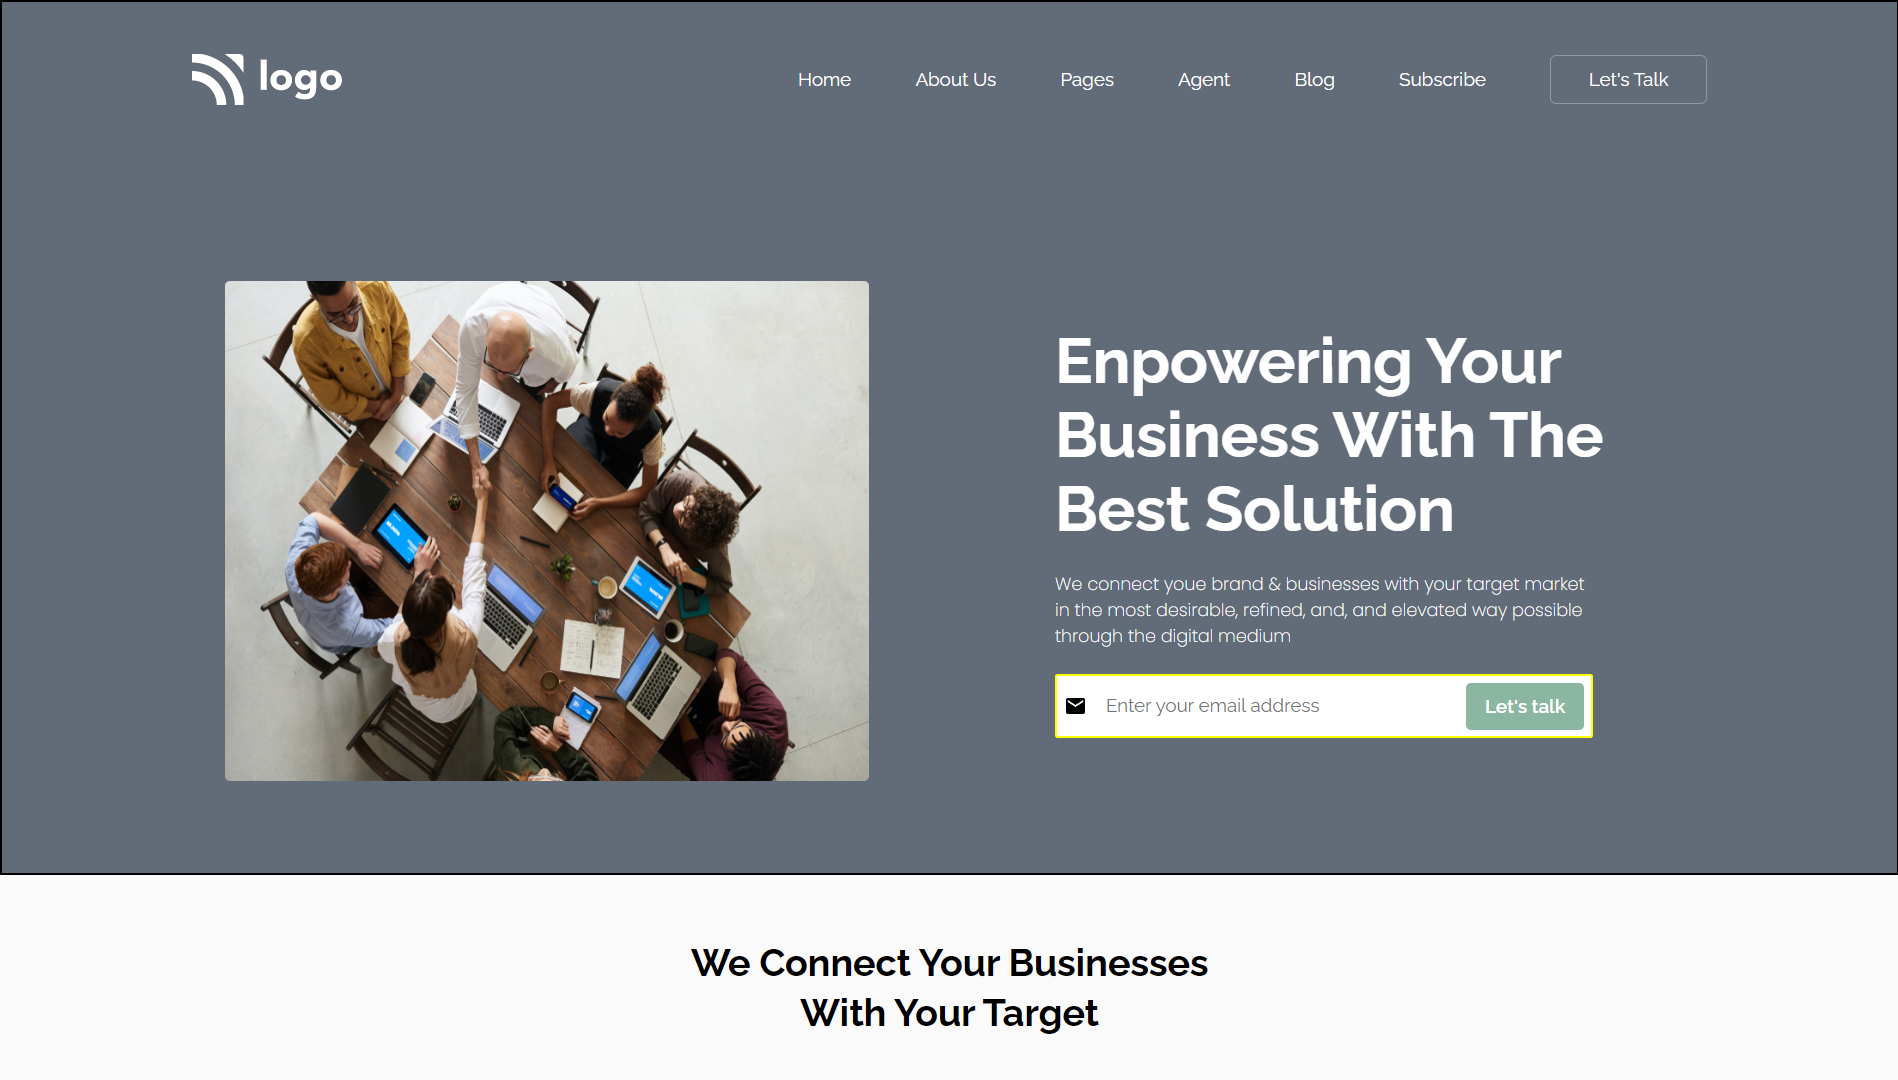 logo
Home
About Us
Pages
Agent
Blog
Subscribe
Let's Talk
Enpowering Your
Business With The
Best Solution
We connect youe brand & businesses with your target market
in the most desirable, refined, and, and elevated way possible
through the digital medium
Enter your email address
Let's talk
We Connect Your Businesses
With Your Target